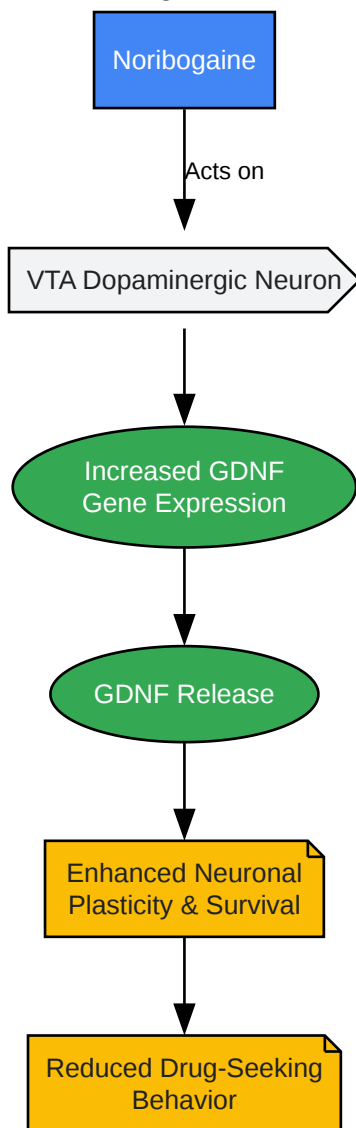 Noribogaine
Acts on
VTA Dopaminergic Neuron
Increased GDNF
Gene Expression
GDNF Release
Enhanced Neuronal
Plasticity & Survival
Reduced Drug-Seeking
Behavior